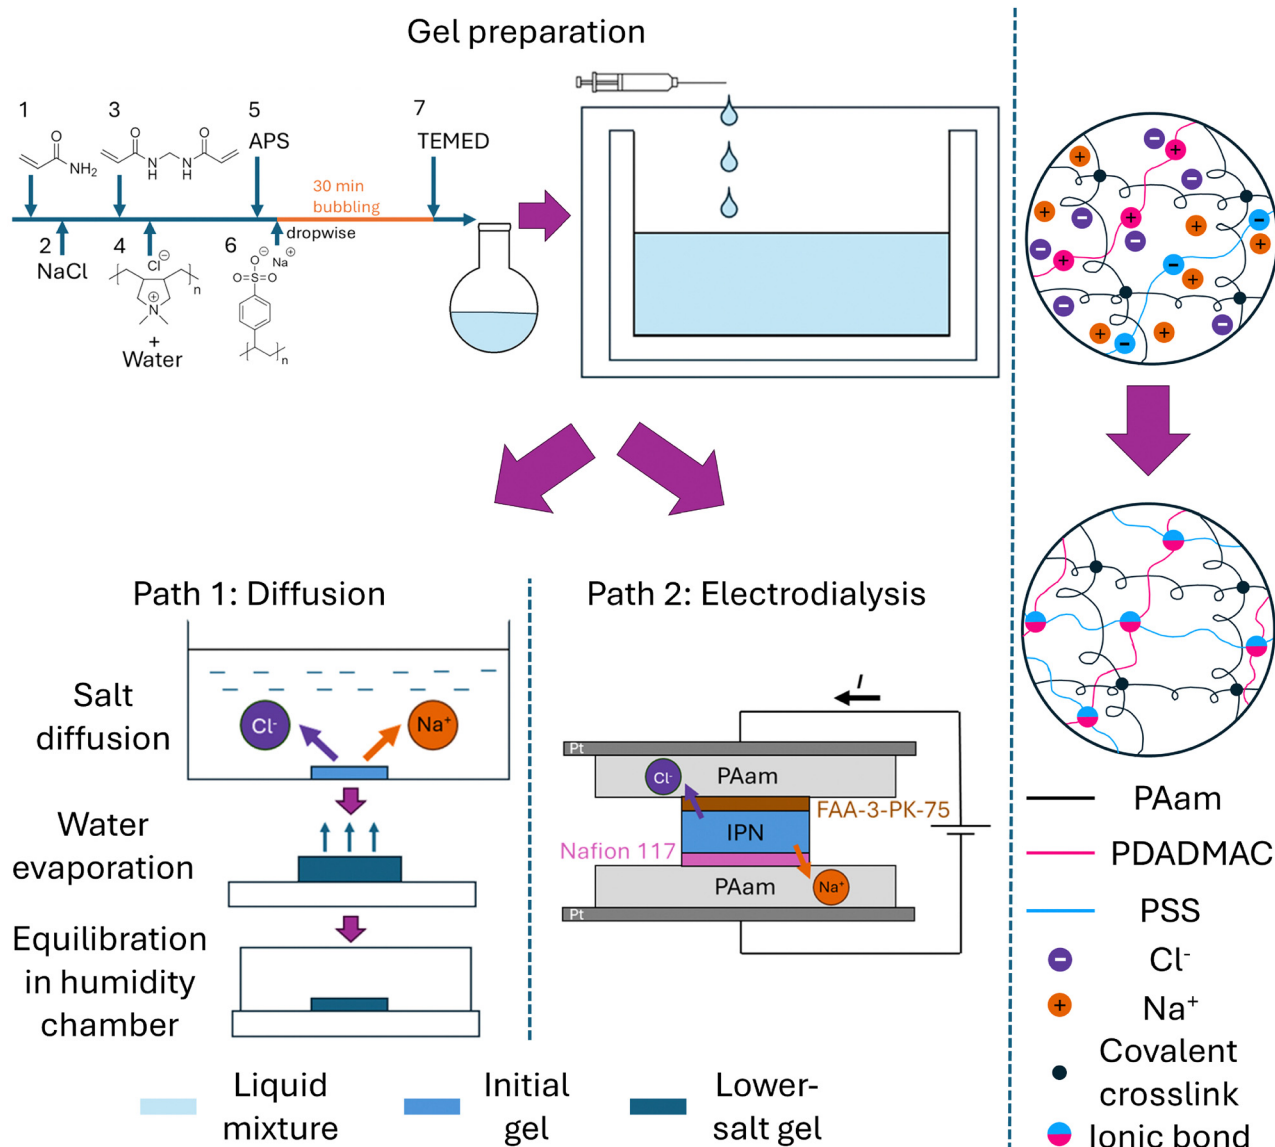 Gel preparation
1
3
5
7
APS
TEMED
O
NH₂
O
N
H
N
H
O
30 min
bubbling
dropwise
2
4
6
NaCl
Cl⁻
n
N
+
+
Water
O⁻
Na⁺
O=S=O
n
Path 1: Diffusion
Salt
diffusion
Cl⁻
Na⁺
Water
evaporation
Equilibration
in humidity
chamber
Path 2: Electrodialysis
I
Pt
Cl⁻
PAam
FAA-3-PK-75
IPN
Nafion 117
PAam
Na⁺
Pt
Liquid
mixture
Initial
gel
Lower-
salt gel
PAam
PDADMAC
PSS
Cl⁻
Na⁺
Covalent
crosslink
Ionic bond